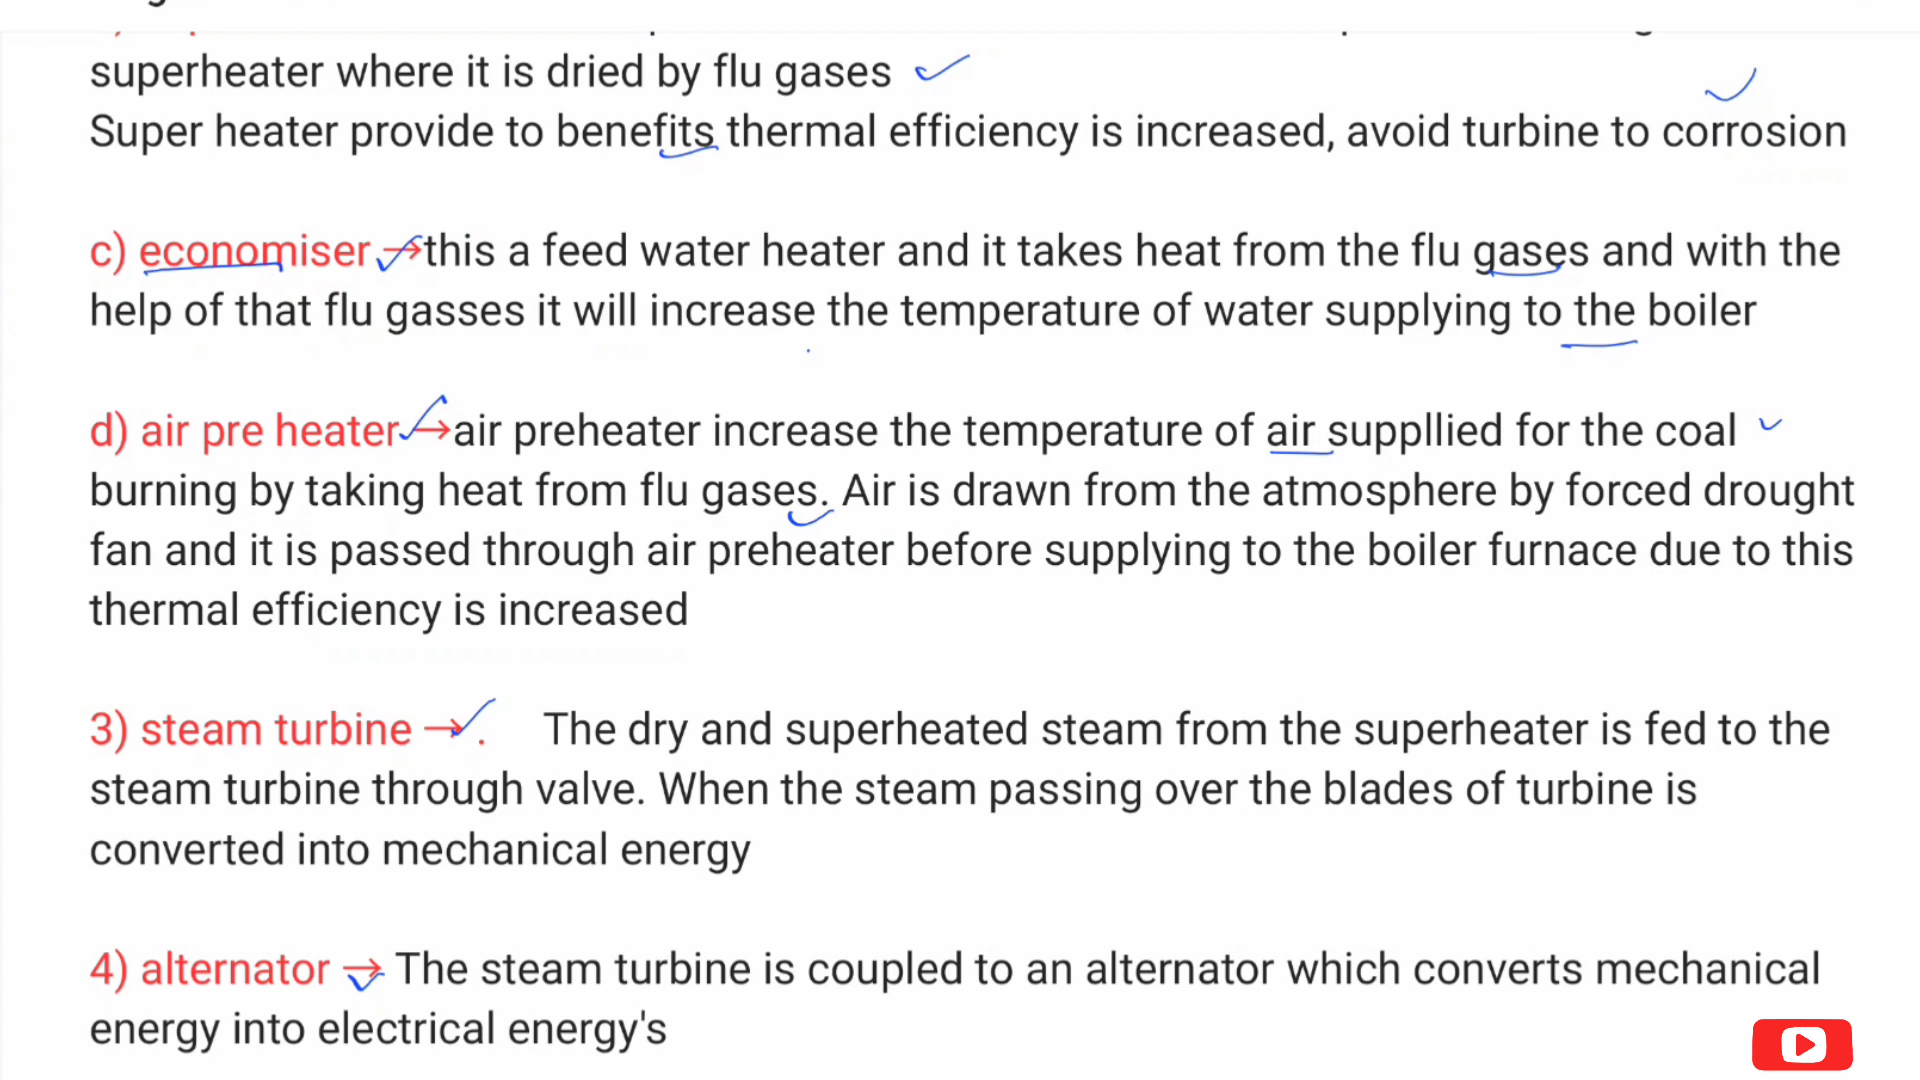 superheater where it is dried by flu gases
Super heater provide to benefits thermal efficiency is increased, avoid turbine to corrosion
c) economiser →this a feed water heater and it takes heat from the flu gases and with the
help of that flu gasses it will increase the temperature of water supplying to the boiler
d) air pre heater→air preheater increase the temperature of air suppllied for the coal
burning by taking heat from flu gases. Air is drawn from the atmosphere by forced drought
fan and it is passed through air preheater before supplying to the boiler furnace due to this
thermal efficiency is increased
3) steam turbine →. The dry and superheated steam from the superheater is fed to the
steam turbine through valve. When the steam passing over the blades of turbine is
converted into mechanical energy
4) alternator → The steam turbine is coupled to an alternator which converts mechanical
energy into electrical energy's